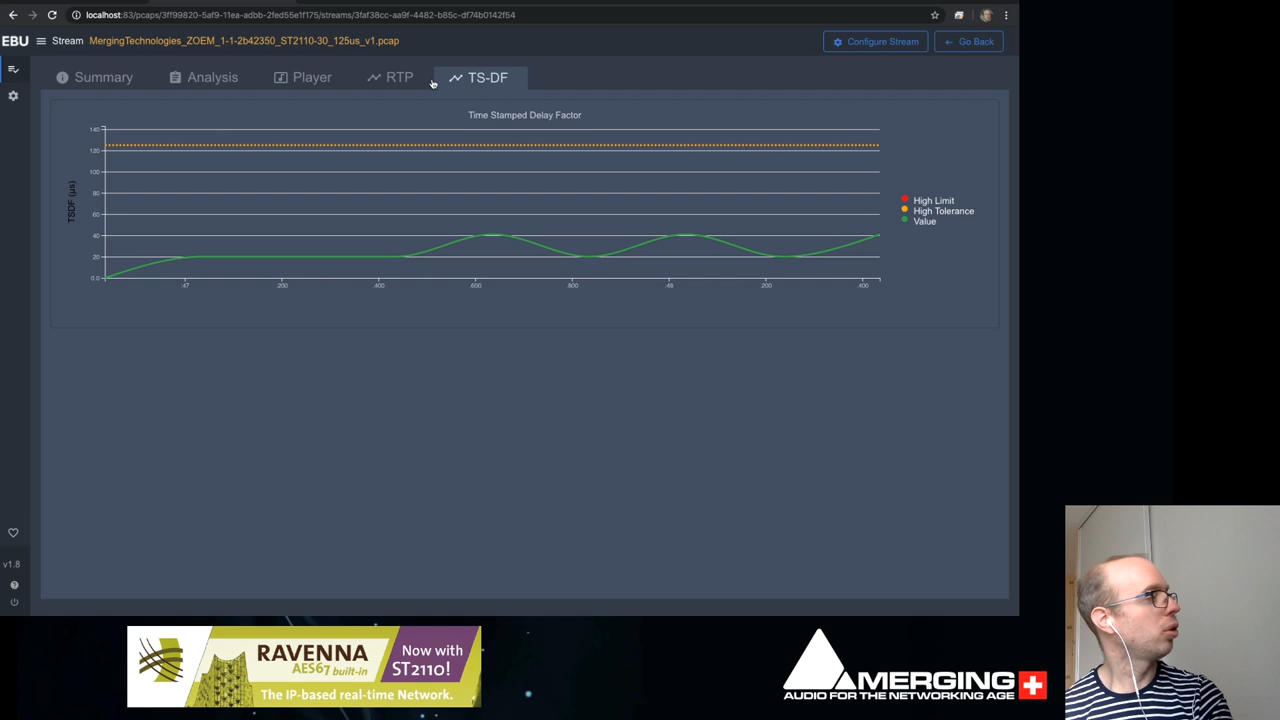 localhost:83/pcaps/3ff99820-5af9-11ea-adbb-2fed55e1f175/streams/3faf38cc-aa9f-4482-b85c-df74b0142f54
EBU Stream MergingTechnologies_ZOEM_1-1-2b42350_ST2110-30_125us_v1.pcap Configure Stream Go Back
Summary Analysis Player RTP TS-DF
Time Stamped Delay Factor
140
120
100
80
60
40
20
0.0
TSDF (µs)
:47 .200 .400 .600 .800 :48 .200 .400
High Limit
High Tolerance
Value
v1.8
RAVENNA
AES67 built-in
Now with
ST2110!
The IP-based real-time Network.
MERGING
AUDIO FOR THE NETWORKING AGE